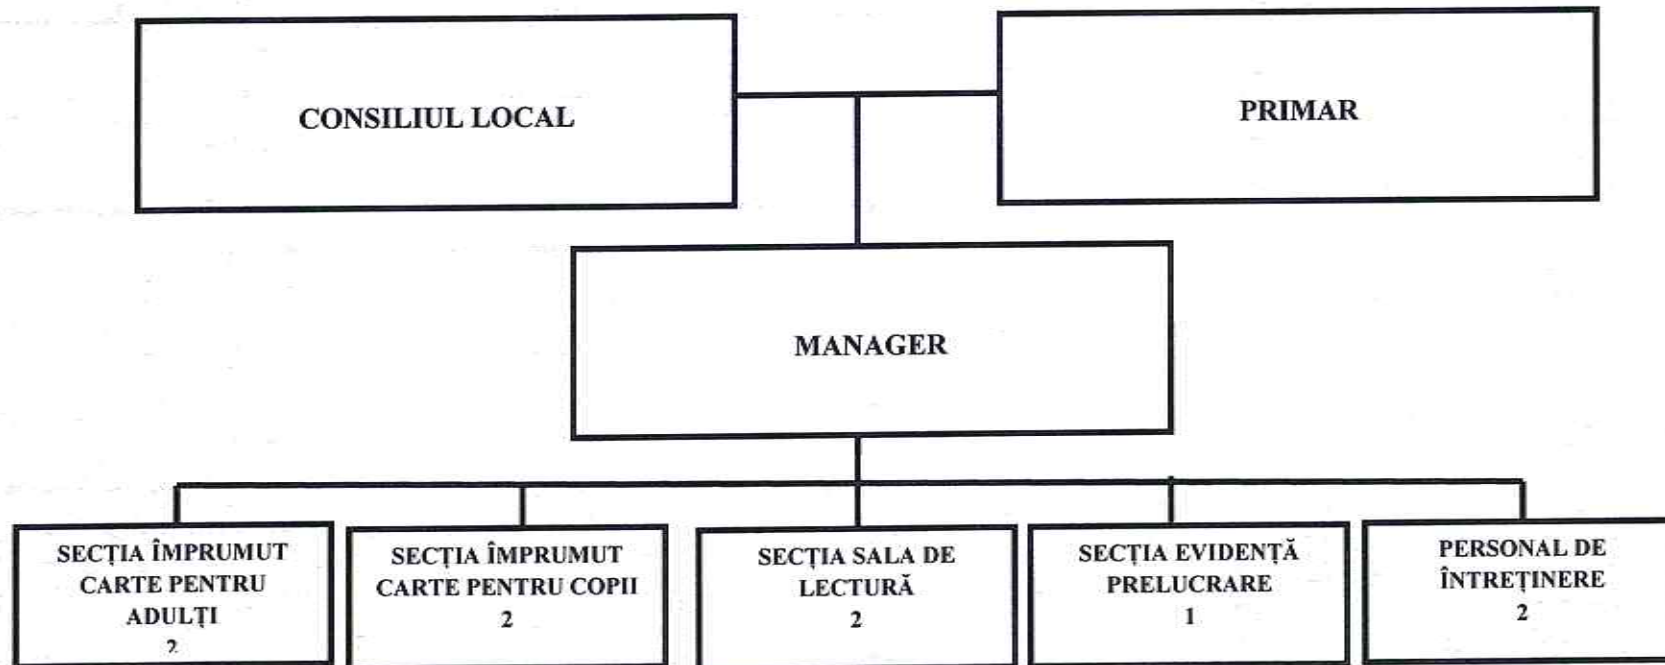 CONSILIUL LOCAL
PRIMAR
MANAGER
SECȚIA ÎMPRUMUT
CARTE PENTRU
ADULȚI
2
SECȚIA ÎMPRUMUT
CARTE PENTRU COPII
2
SECȚIA SALA DE
LECTURĂ
2
SECȚIA EVIDENȚĂ
PRELUCRARE
1
PERSONAL DE
ÎNTREȚINERE
2